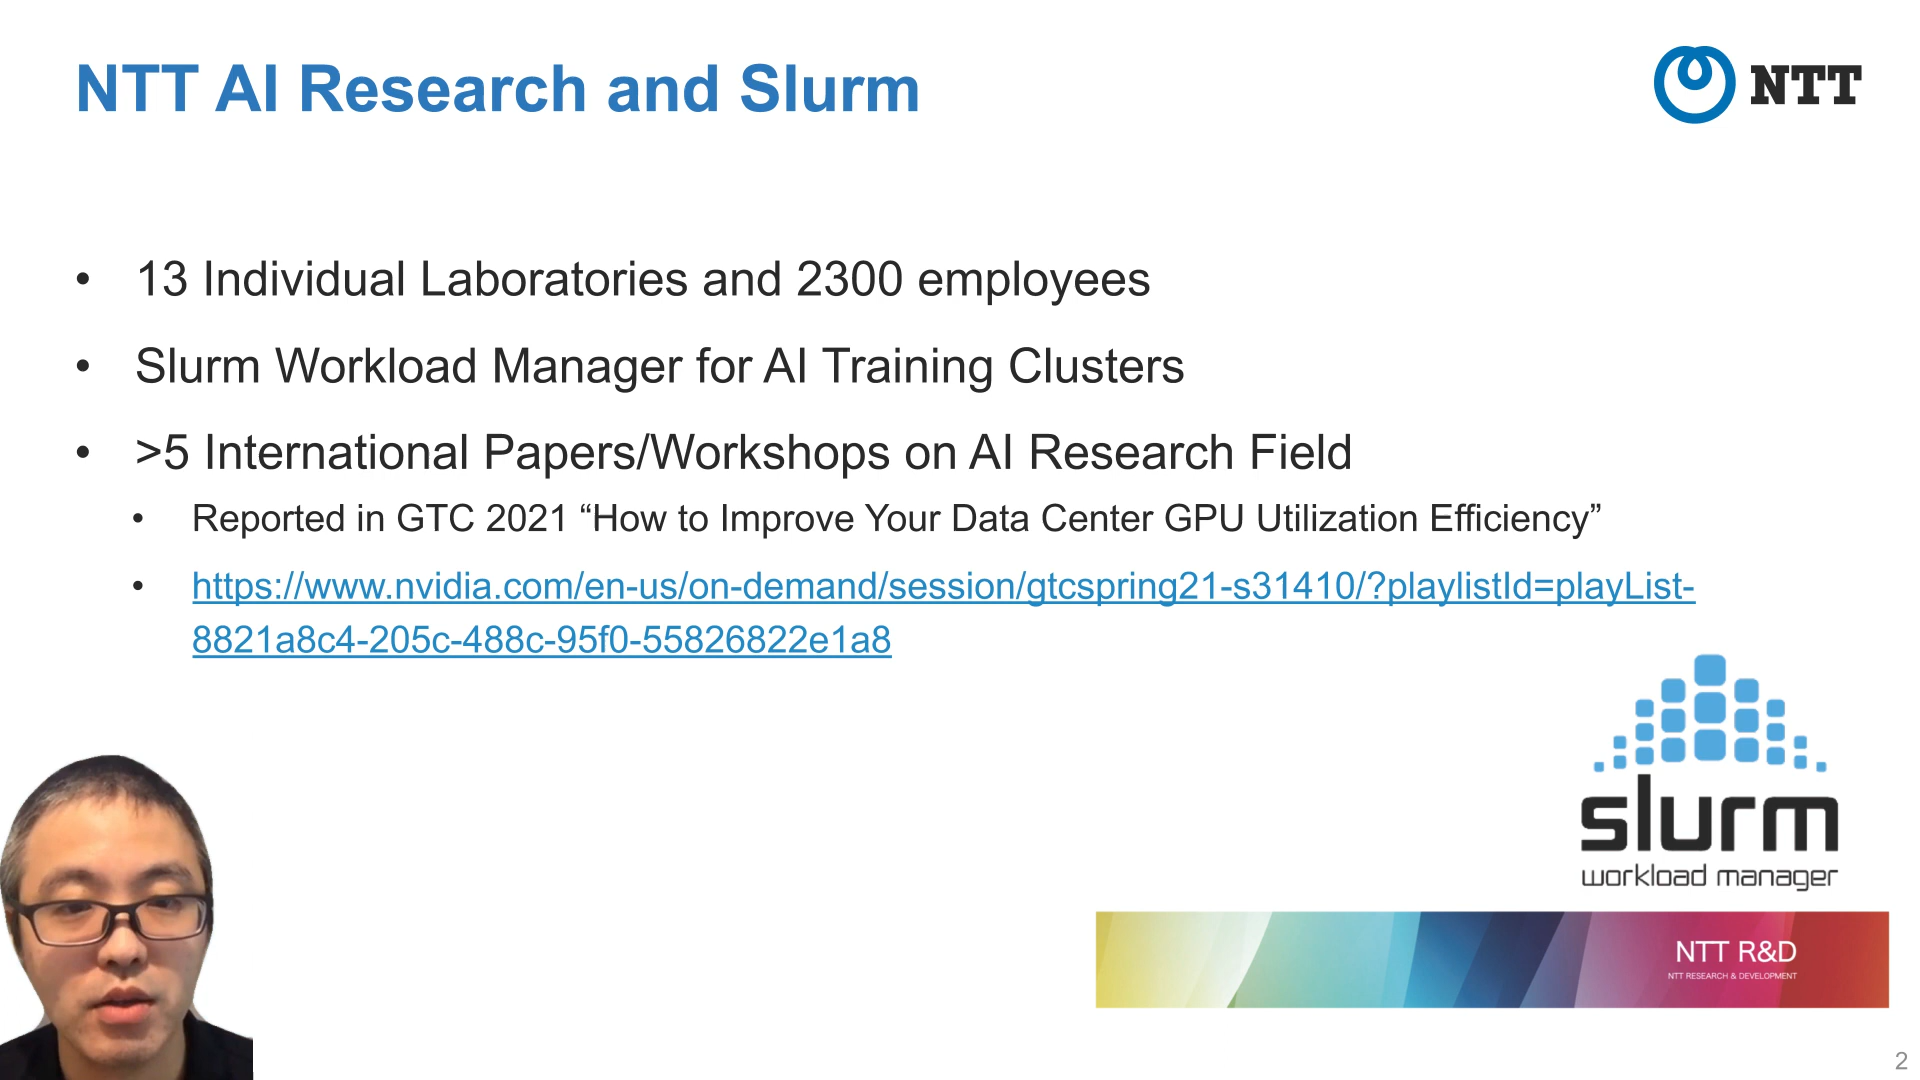 NTT AI Research and Slurm
NTT
• 13 Individual Laboratories and 2300 employees
• Slurm Workload Manager for AI Training Clusters
• >5 International Papers/Workshops on AI Research Field
• Reported in GTC 2021 “How to Improve Your Data Center GPU Utilization Efficiency”
• https://www.nvidia.com/en-us/on-demand/session/gtcspring21-s31410/?playlistId=playList-
8821a8c4-205c-488c-95f0-55826822e1a8
slurm
workload manager
NTT R&D
NTT RESEARCH & DEVELOPMENT
2